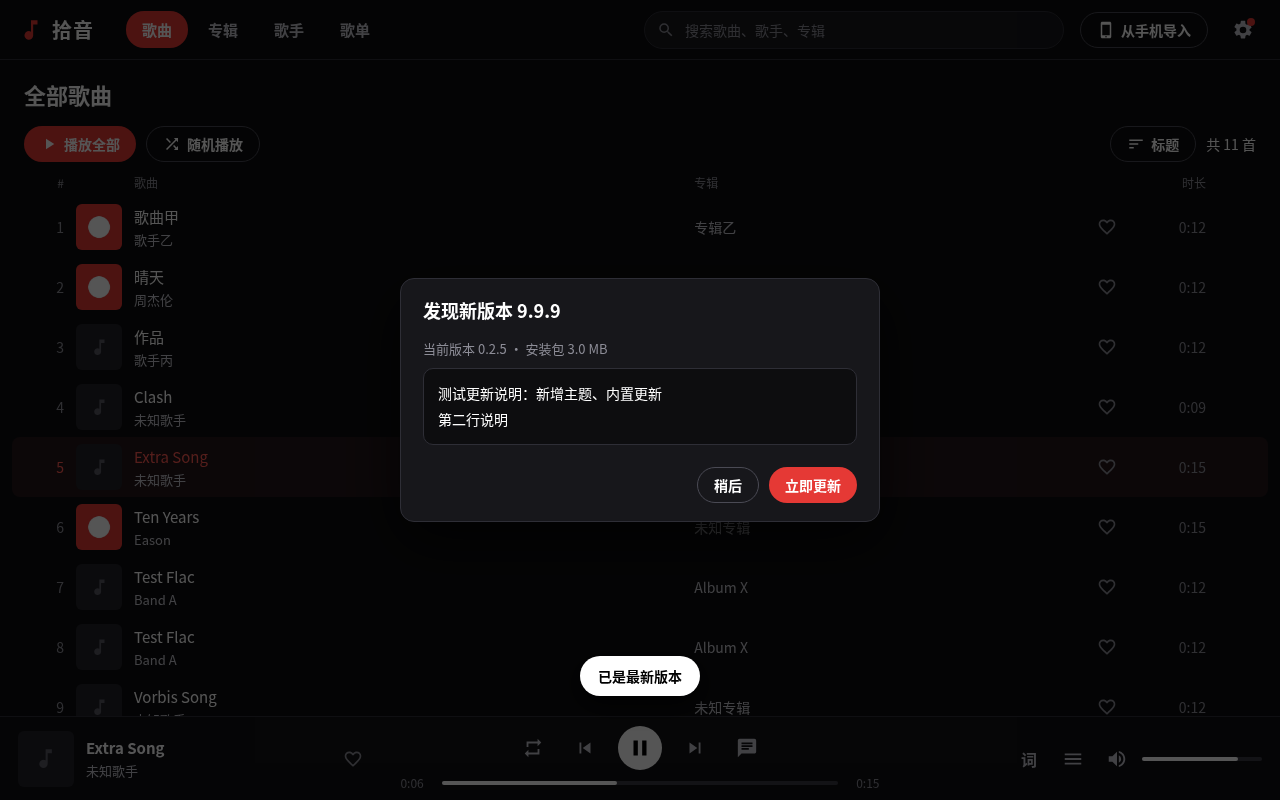 拾音
歌曲
专辑
歌手
歌单
搜索歌曲、歌手、专辑
从手机导入
全部歌曲
播放全部
随机播放
标题
共 11 首
# 歌曲 专辑 时长
1 歌曲甲 专辑乙 0:12
歌手乙
2 晴天 0:12
周杰伦
3 作品 0:12
歌手丙
4 Clash 0:09
未知歌手
5 Extra Song 0:15
未知歌手
6 Ten Years 未知专辑 0:15
Eason
7 Test Flac Album X 0:12
Band A
8 Test Flac Album X 0:12
Band A
9 Vorbis Song 未知专辑 0:12
发现新版本 9.9.9
当前版本 0.2.5 · 安装包 3.0 MB
测试更新说明：新增主题、内置更新
第二行说明
稍后
立即更新
已是最新版本
Extra Song
未知歌手
0:06
0:15
词